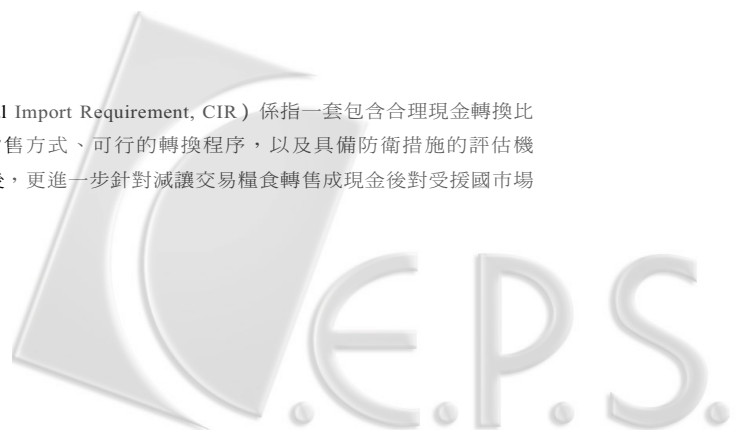 l Import Requirement, CIR）係指一套包含合理現金轉換比
售方式、可行的轉換程序，以及具備防衛措施的評估機
，更進一步針對減讓交易糧食轉售成現金後對受援國市場
C.E.P.S.